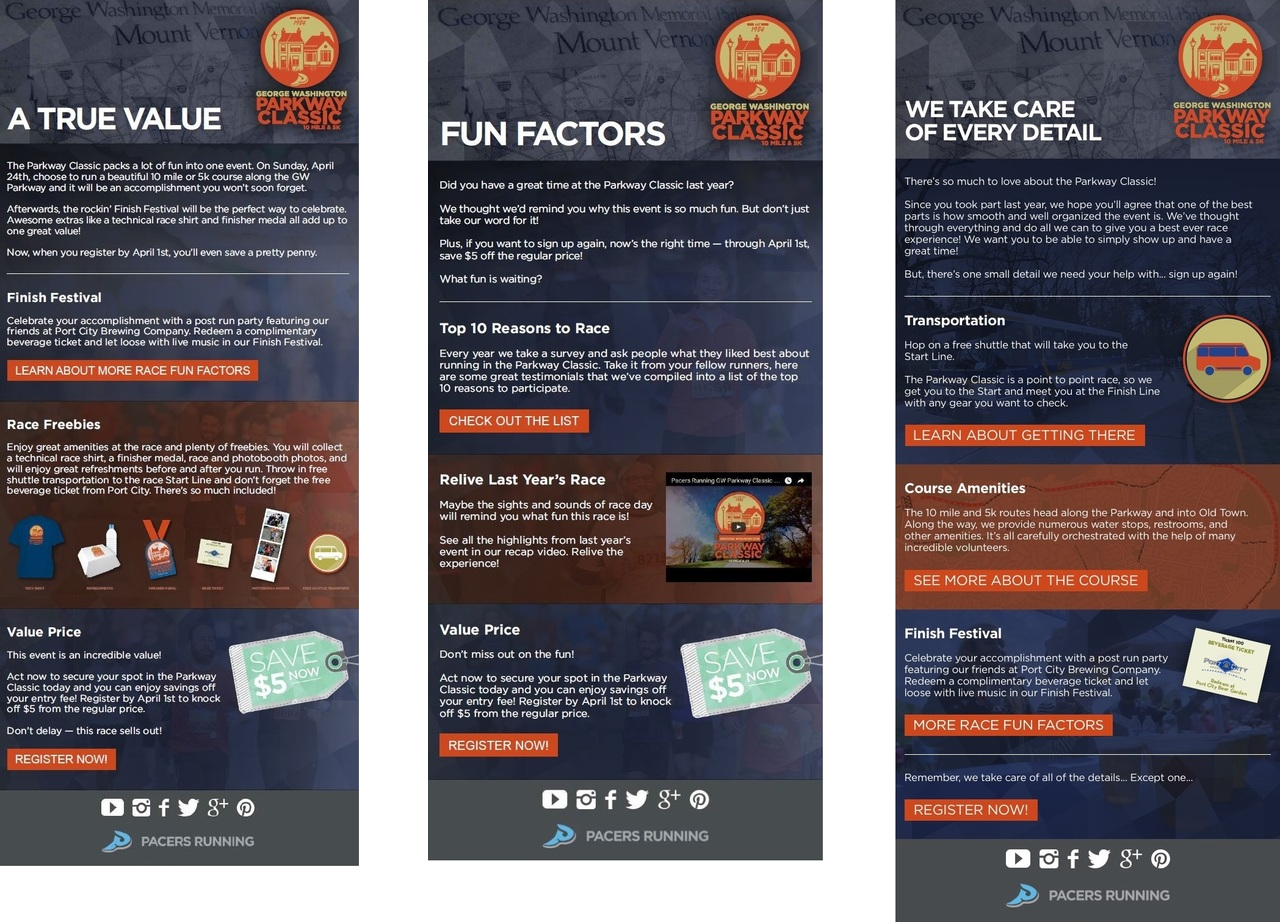 George Washington Memorial
Mount Vernon
1984
GEORGE WASHINGTON
PARKWAY
CLASSIC
10 MILE & 5K
A TRUE VALUE
The Parkway Classic packs a lot of fun into one event. On Sunday, April
24th, choose to run a beautiful 10 mile or 5k course along the GW
Parkway and it will be an accomplishment you won't soon forget.
Afterwards, the rockin' Finish Festival will be the perfect way to celebrate.
Awesome extras like a technical race shirt and finisher medal all add up to
one great value!
Now, when you register by April 1st, you'll even save a pretty penny.
Finish Festival
Celebrate your accomplishment with a post run party featuring our
friends at Port City Brewing Company. Redeem a complimentary
beverage ticket and let loose with live music in our Finish Festival.
LEARN ABOUT MORE RACE FUN FACTORS
Race Freebies
Enjoy great amenities at the race and plenty of freebies. You will collect
a technical race shirt, a finisher medal, race and photobooth photos, and
will enjoy great refreshments before and after you run. Throw in free
shuttle transportation to the race Start Line and don't forget the free
beverage ticket from Port City. There's so much included!
Value Price
This event is an incredible value!
Act now to secure your spot in the Parkway
Classic today and you can enjoy savings off
your entry fee! Register by April 1st to knock
off $5 from the regular price.
Don't delay — this race sells out!
SAVE
$5 NOW
REGISTER NOW!
PACERS RUNNING
George Washington Memorial
Mount Vernon
1984
GEORGE WASHINGTON
PARKWAY
CLASSIC
10 MILE & 5K
FUN FACTORS
Did you have a great time at the Parkway Classic last year?
We thought we'd remind you why this event is so much fun. But don't just
take our word for it!
Plus, if you want to sign up again, now's the right time — through April 1st,
save $5 off the regular price!
What fun is waiting?
Top 10 Reasons to Race
Every year we take a survey and ask people what they liked best about
running in the Parkway Classic. Take it from your fellow runners, here
are some great testimonials that we've compiled into a list of the top
10 reasons to participate.
CHECK OUT THE LIST
Relive Last Year's Race
Maybe the sights and sounds of race day
will remind you what fun this race is!
See all the highlights from last year's
event in our recap video. Relive the
experience!
Pacers Running GW Parkway Classic ...
PARKWAY
CLASSIC
Value Price
Don't miss out on the fun!
Act now to secure your spot in the Parkway
Classic today and you can enjoy savings off
your entry fee! Register by April 1st to knock
off $5 from the regular price.
SAVE
$5 NOW
REGISTER NOW!
PACERS RUNNING
George Washington Memorial Park
Mount Vernon
1984
GEORGE WASHINGTON
PARKWAY
CLASSIC
10 MILE & 5K
WE TAKE CARE
OF EVERY DETAIL
There's so much to love about the Parkway Classic!
Since you took part last year, we hope you'll agree that one of the best
parts is how smooth and well organized the event is. We've thought
through everything and do all we can to give you a best ever race
experience! We want you to be able to simply show up and have a
great time!
But, there's one small detail we need your help with... sign up again!
Transportation
Hop on a free shuttle that will take you to the
Start Line.
The Parkway Classic is a point to point race, so we
get you to the Start and meet you at the Finish Line
with any gear you want to check.
LEARN ABOUT GETTING THERE
Course Amenities
The 10 mile and 5k routes head along the Parkway and into Old Town.
Along the way, we provide numerous water stops, restrooms, and
other amenities. It's all carefully orchestrated with the help of many
incredible volunteers.
SEE MORE ABOUT THE COURSE
Finish Festival
Celebrate your accomplishment with a post run party
featuring our friends at Port City Brewing Company.
Redeem a complimentary beverage ticket and let
loose with live music in our Finish Festival.
Ticket 100
BEVERAGE TICKET
PORT CITY
Redeem at
Port City Beer Garden
MORE RACE FUN FACTORS
Remember, we take care of all of the details... Except one...
REGISTER NOW!
PACERS RUNNING